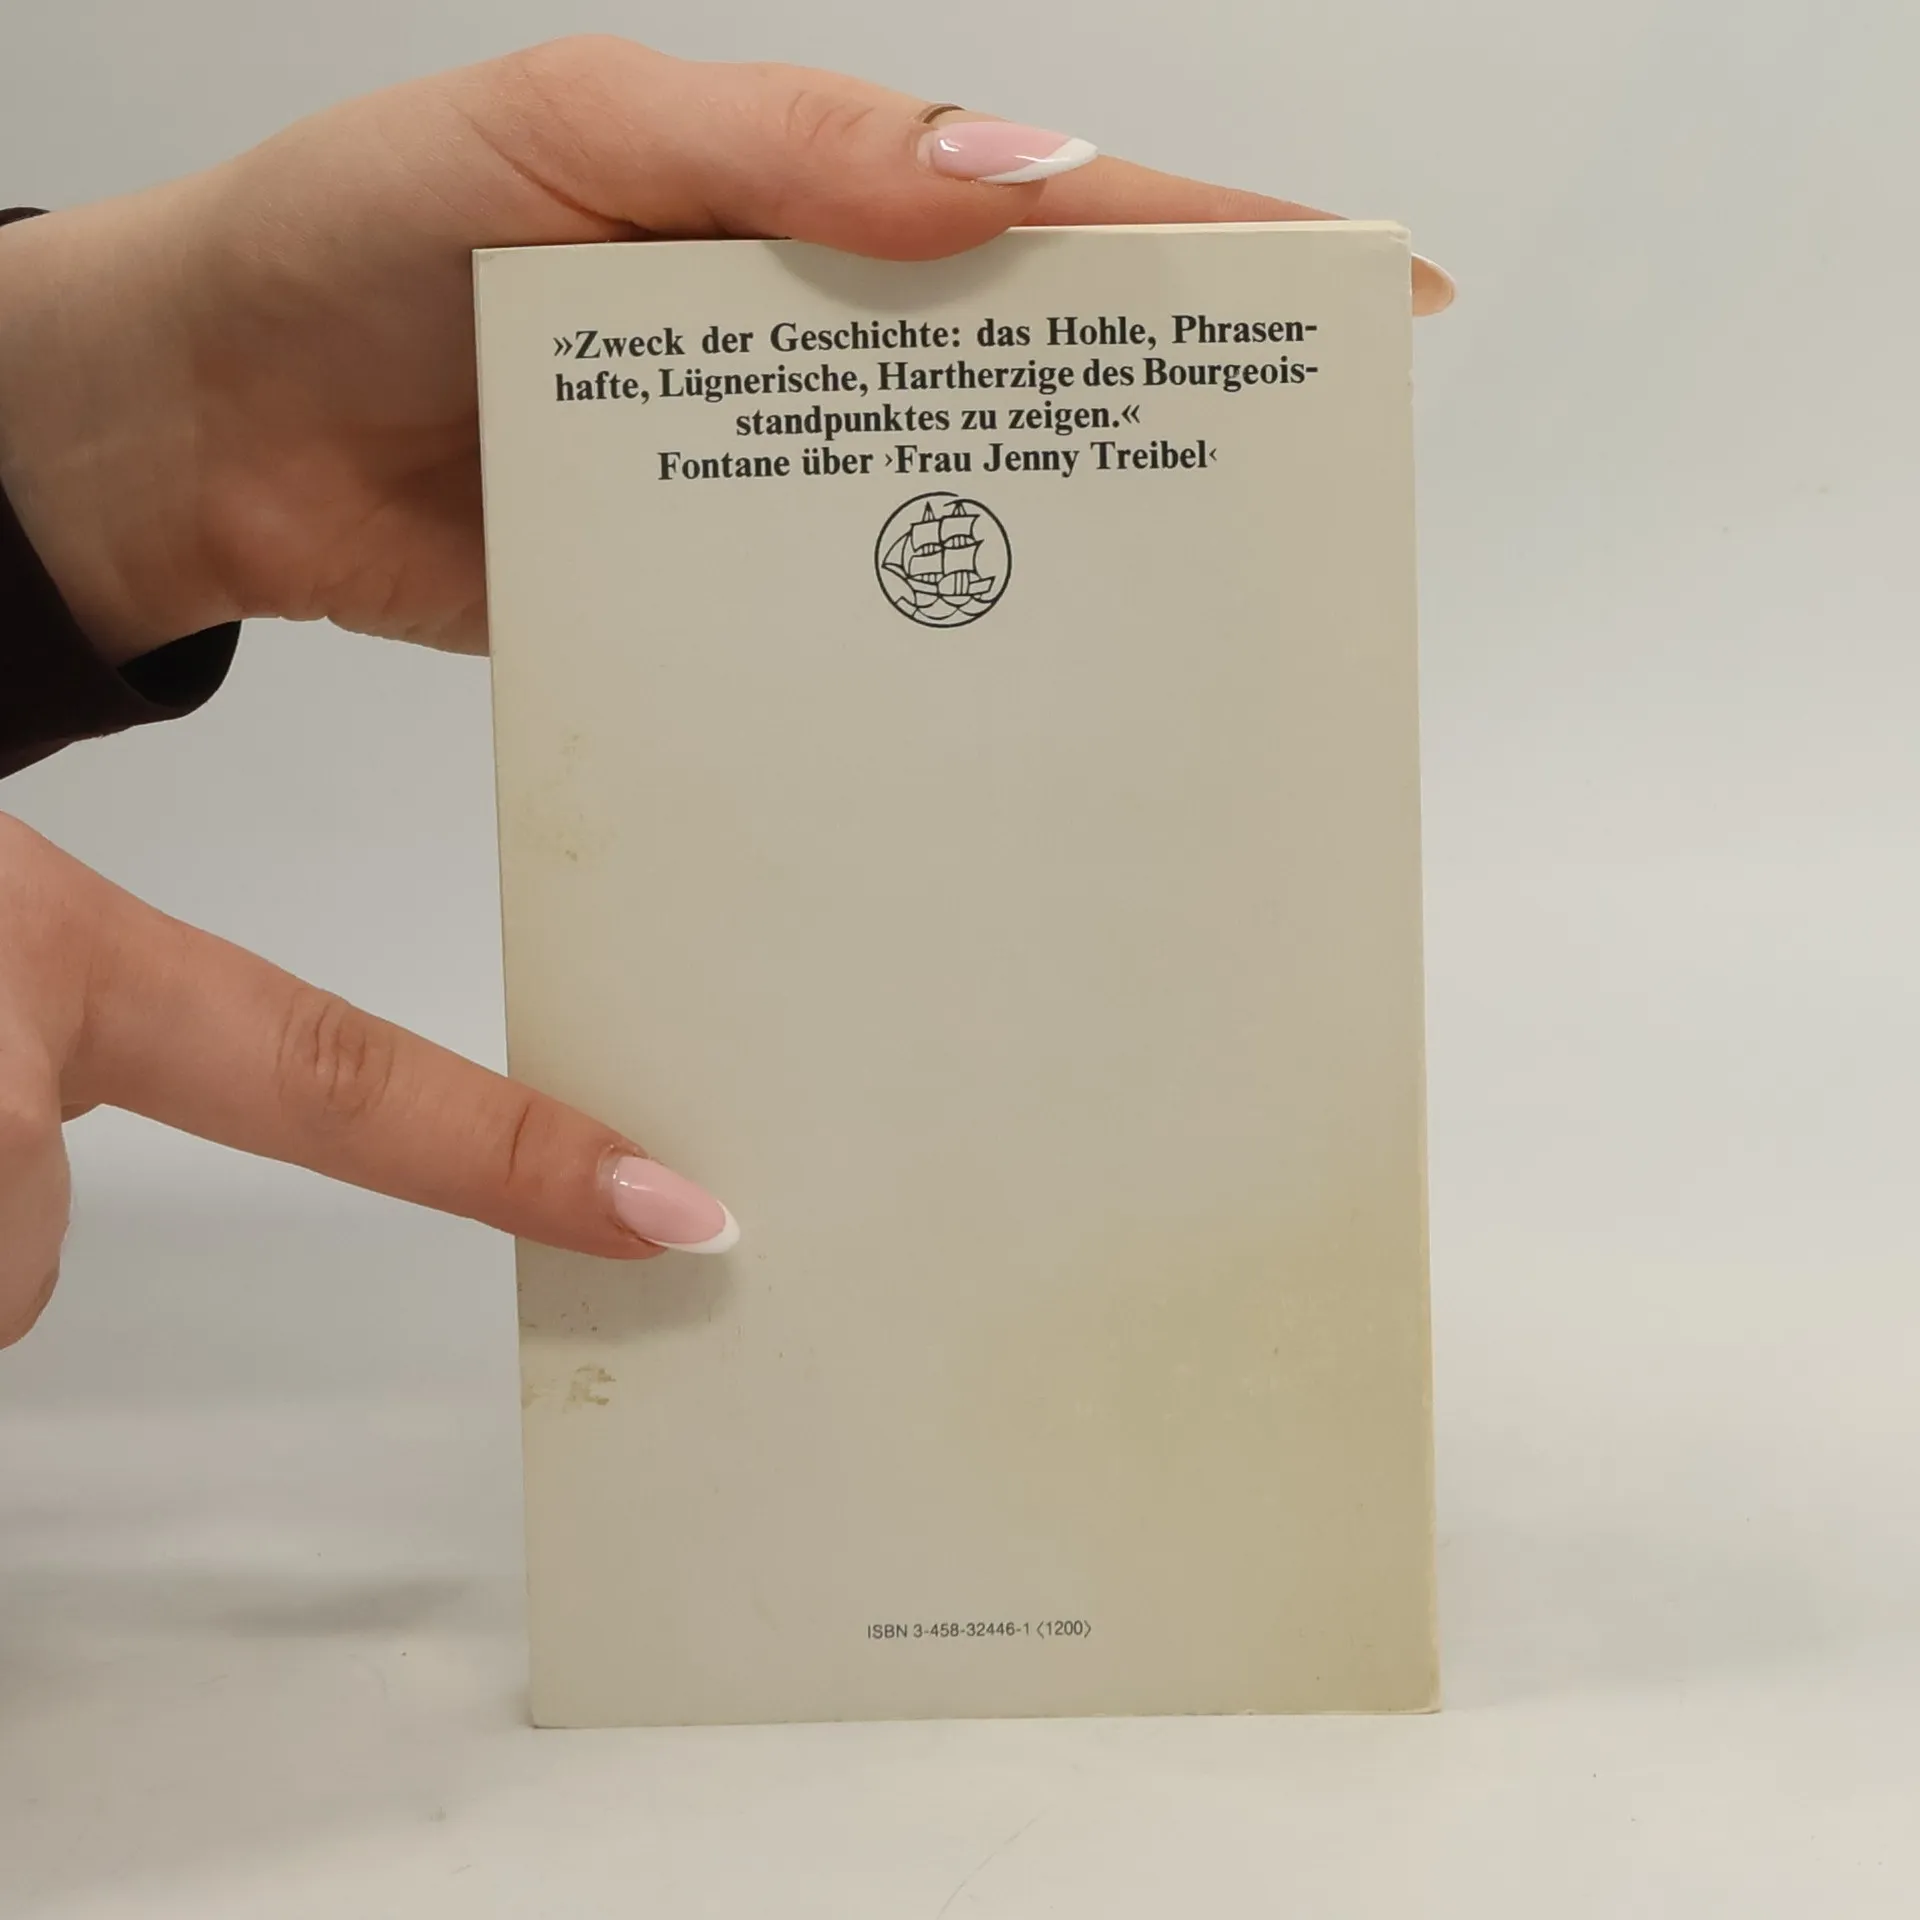 »Zweck der Geschichte: das Hohle, Phrasen-
hafte, Lügnerische, Hartherzige des Bourgeois-
standpunktes zu zeigen.«
Fontane über ›Frau Jenny Treibel‹
ISBN 3-458-32446-1 ⟨1200⟩